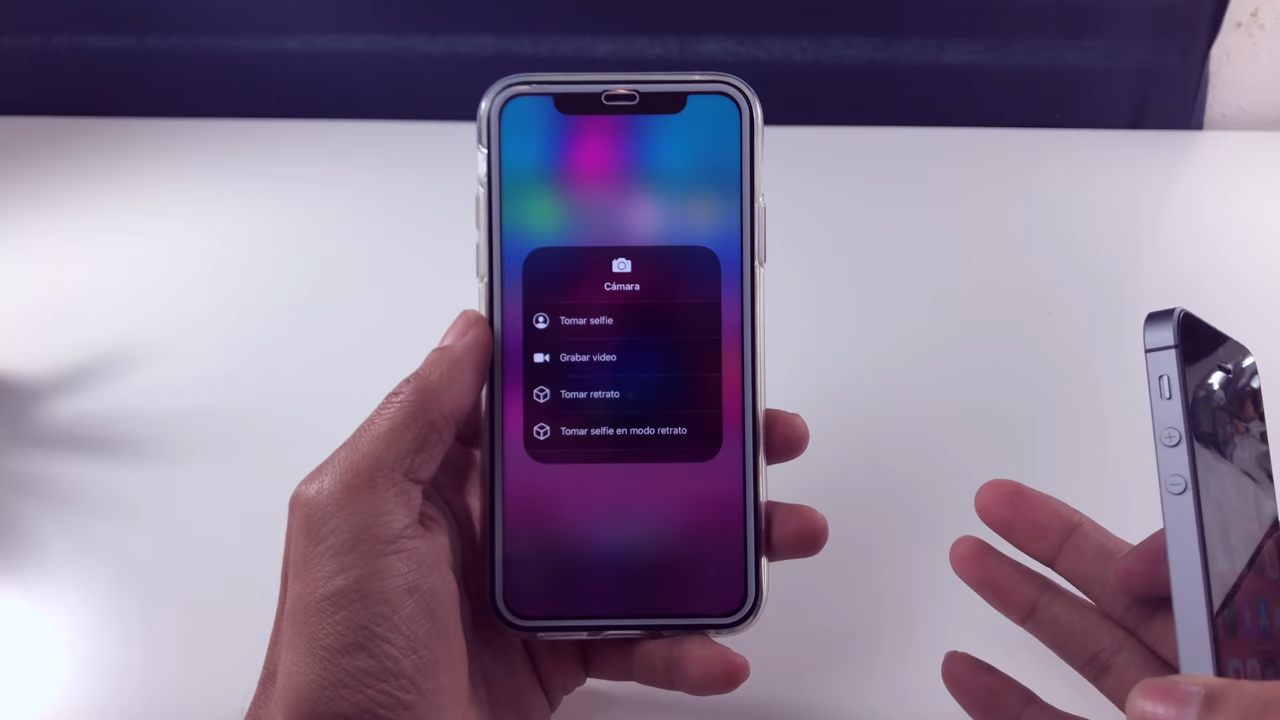 Cámara
Tomar selfie
Grabar video
Tomar retrato
Tomar selfie en modo retrato